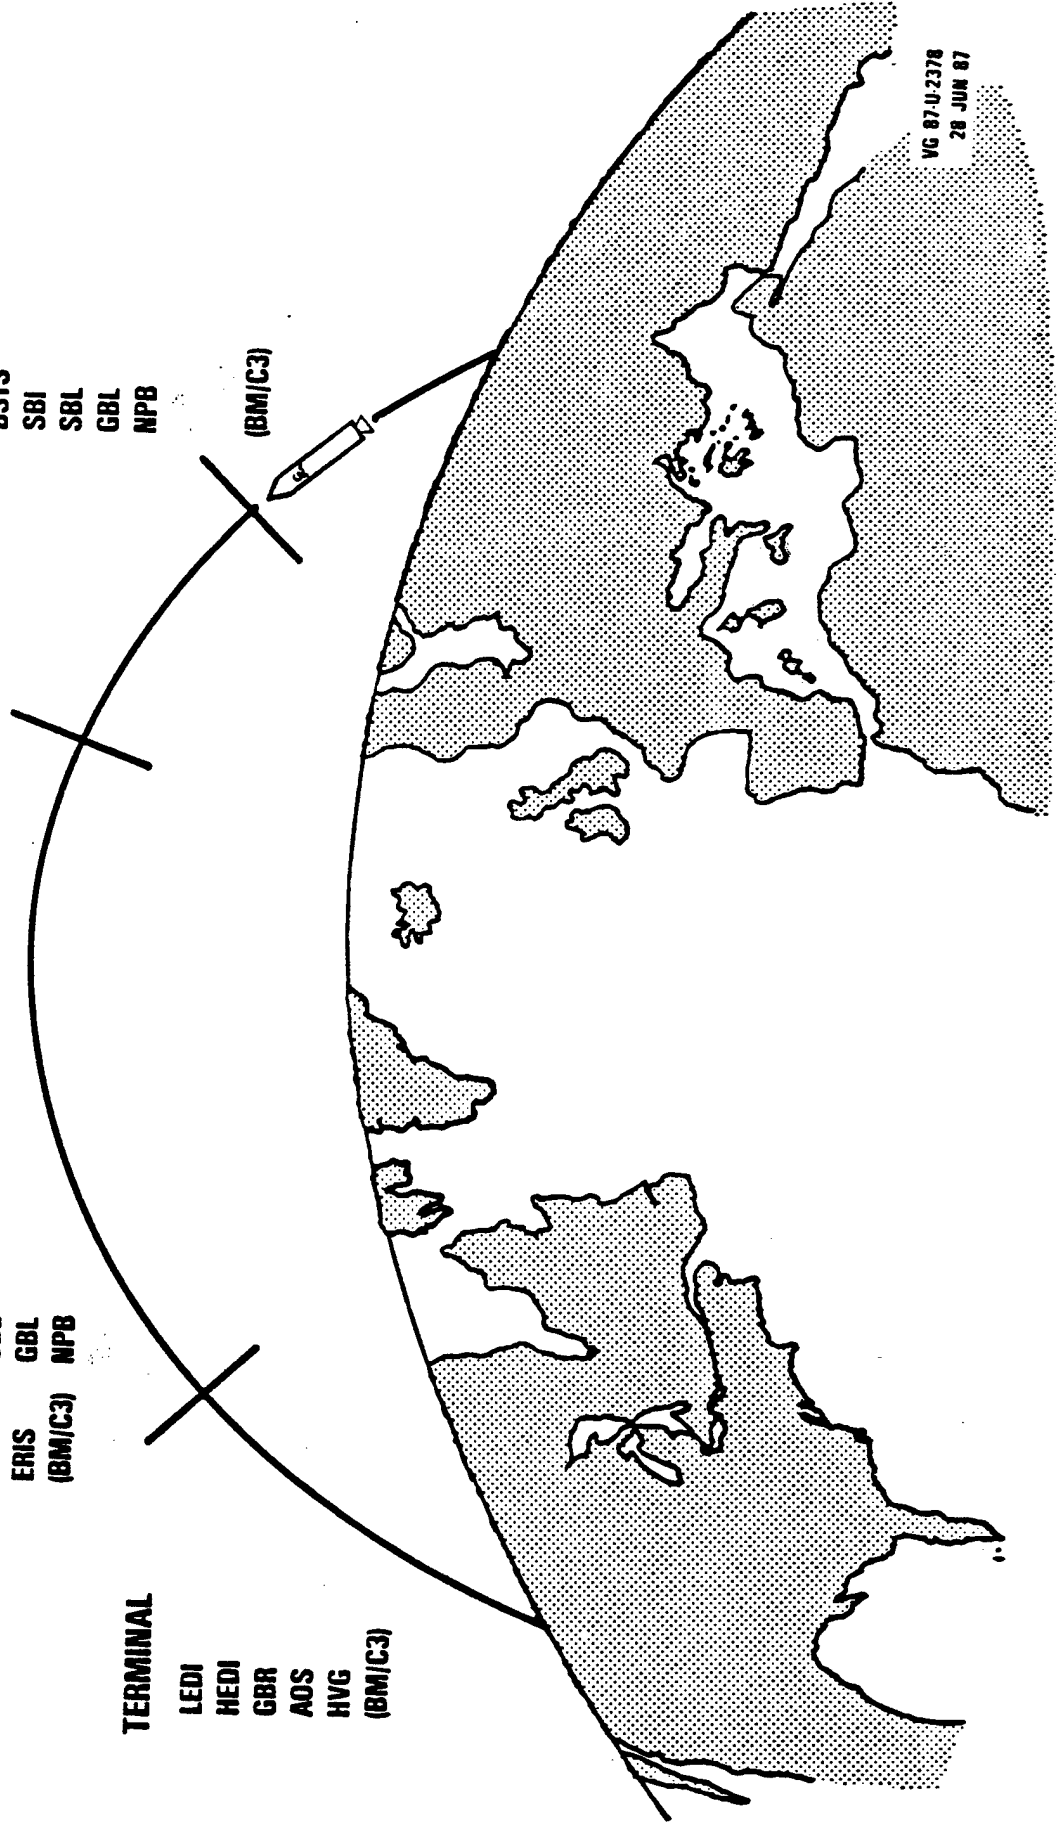 TERMINAL
LEDI
HEDI
GBR
AOS
HVG
(BM/C3)
ERIS
(BM/C3)
GBL
NPB
SBI
SBL
GBL
NPB
(BM/C3)
VG 87-U-2378
28 JUN 87